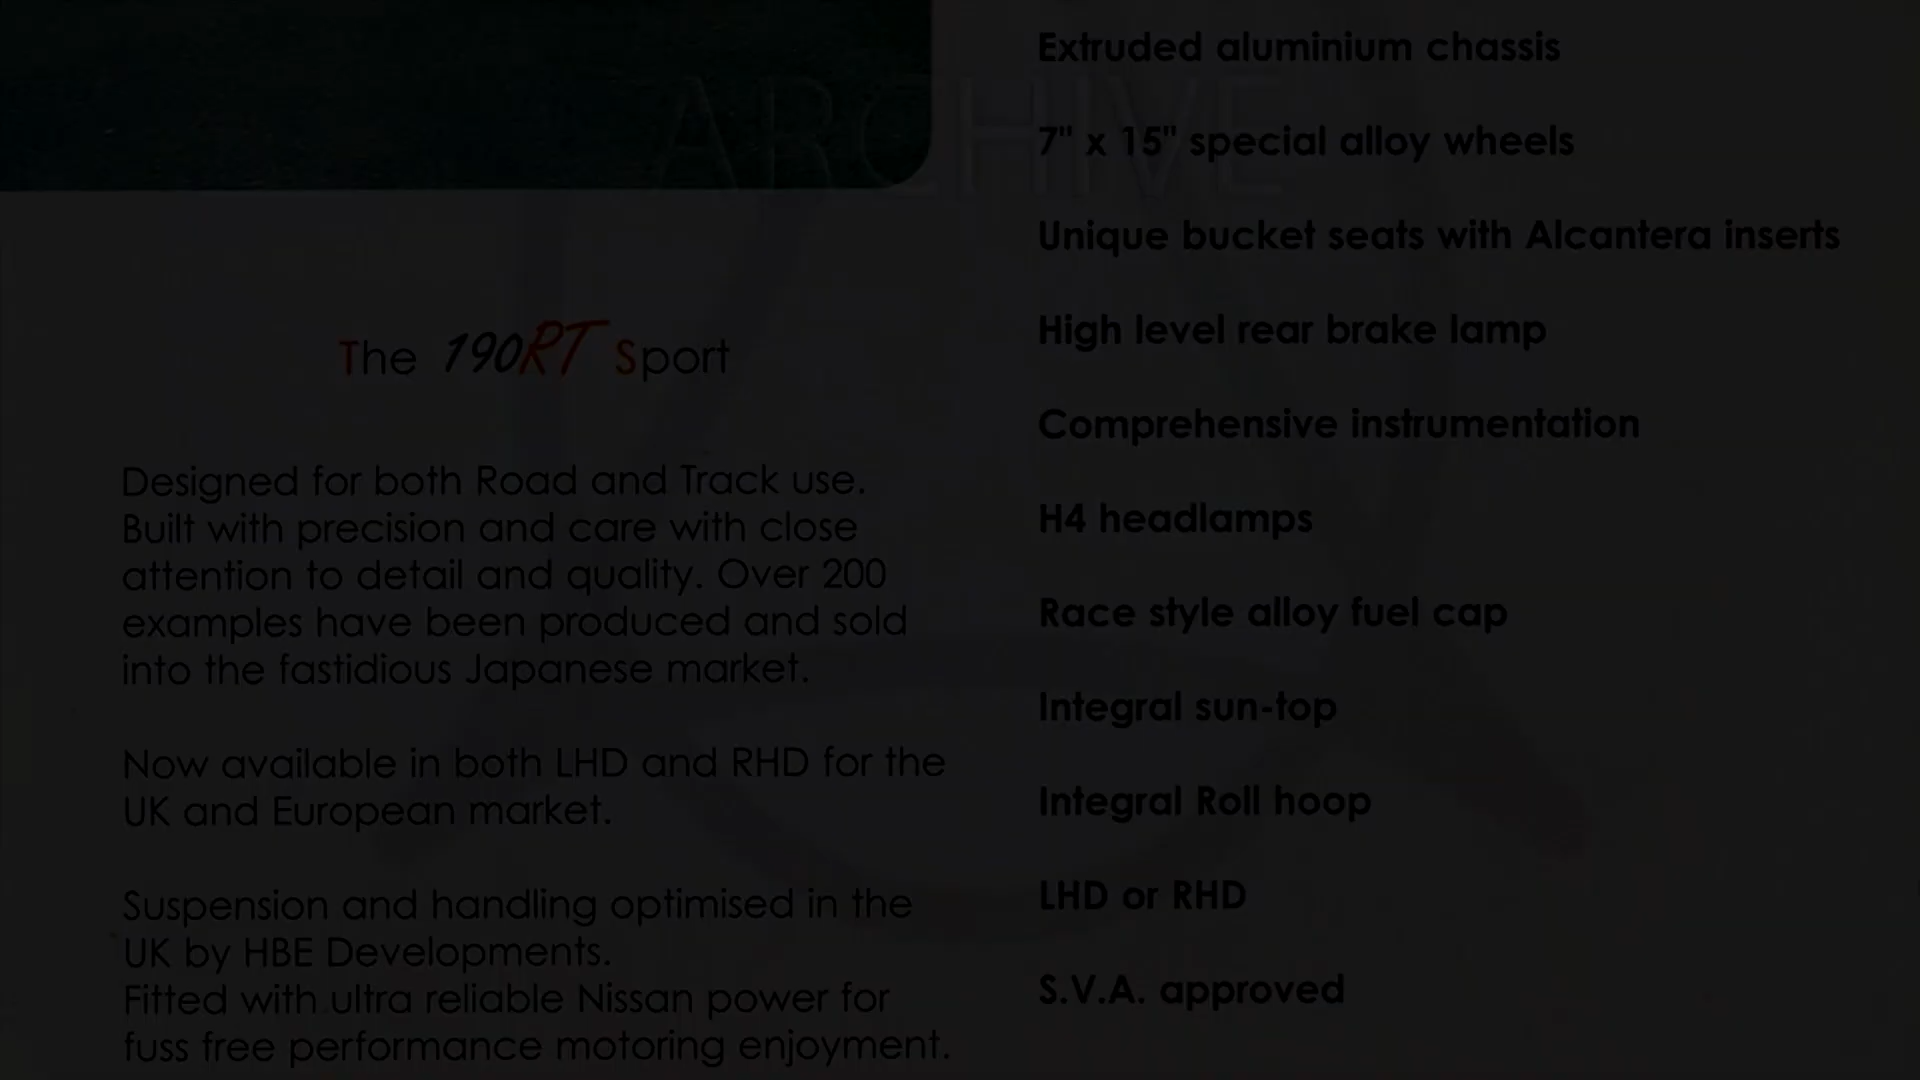 ARCHIVE
The 190RT Sport
Designed for both Road and Track use.
Built with precision and care with close
attention to detail and quality. Over 200
examples have been produced and sold
into the fastidious Japanese market.
Now available in both LHD and RHD for the
UK and European market.
Suspension and handling optimised in the
UK by HBE Developments.
Fitted with ultra reliable Nissan power for
fuss free performance motoring enjoyment.
Extruded aluminium chassis
7" x 15" special alloy wheels
Unique bucket seats with Alcantera inserts
High level rear brake lamp
Comprehensive instrumentation
H4 headlamps
Race style alloy fuel cap
Integral sun-top
Integral Roll hoop
LHD or RHD
S.V.A. approved